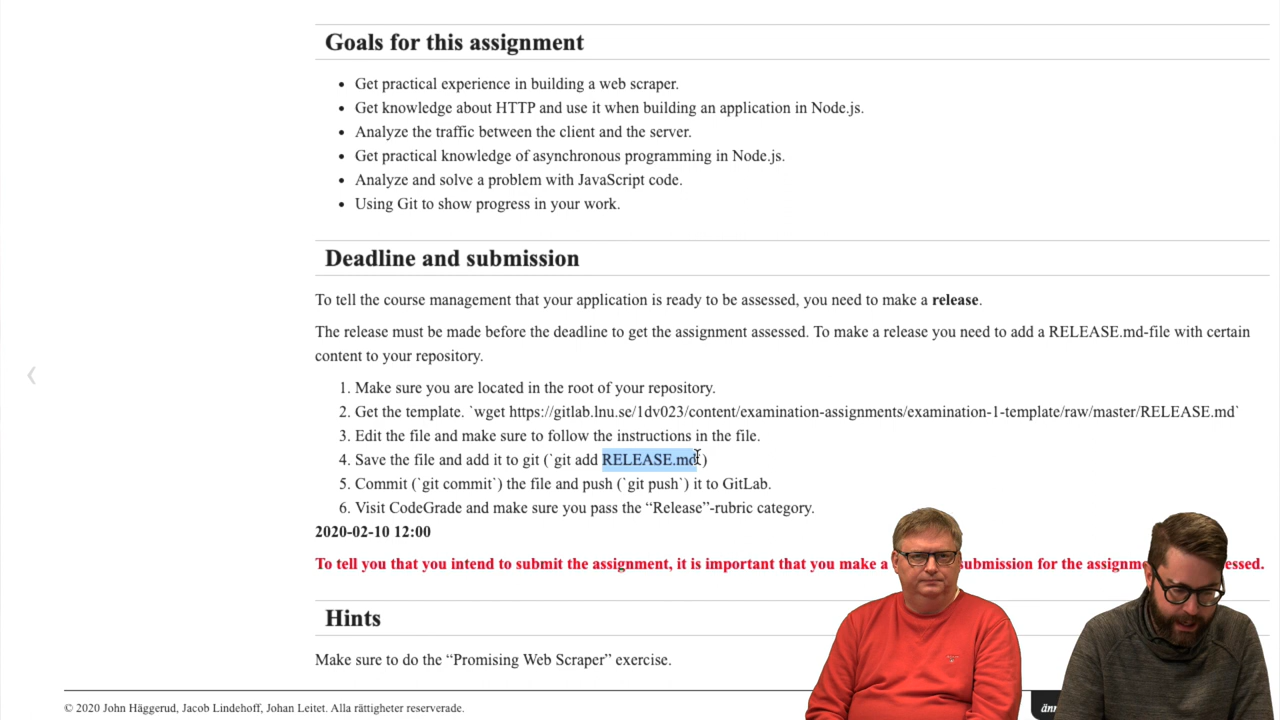 Goals for this assignment
Get practical experience in building a web scraper.
Get knowledge about HTTP and use it when building an application in Node.js.
Analyze the traffic between the client and the server.
Get practical knowledge of asynchronous programming in Node.js.
Analyze and solve a problem with JavaScript code.
Using Git to show progress in your work.
Deadline and submission
To tell the course management that your application is ready to be assessed, you need to make a release.
The release must be made before the deadline to get the assignment assessed. To make a release you need to add a RELEASE.md-file with certain
content to your repository.
1. Make sure you are located in the root of your repository.
2. Get the template. `wget https://gitlab.lnu.se/1dv023/content/examination-assignments/examination-1-template/raw/master/RELEASE.md`
3. Edit the file and make sure to follow the instructions in the file.
4. Save the file and add it to git (`git add RELEASE.md`)
5. Commit (`git commit`) the file and push (`git push`) it to GitLab.
6. Visit CodeGrade and make sure you pass the “Release”-rubric category.
2020-02-10 12:00
To tell you that you intend to submit the assignment, it is important that you make a submission for the
Hints
Make sure to do the “Promising Web Scraper” exercise.
© 2020 John Häggerud, Jacob Lindehoff, Johan Leitet. Alla rättigheter reserverade.